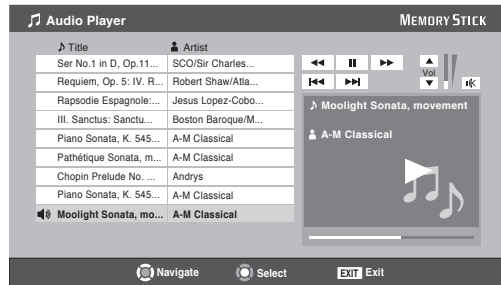 Audio Player
MEMORY STICK
Title Artist
Ser No.1 in D, Op.11... SCO/Sir Charles...
Requiem, Op. 5: IV. R... Robert Shaw/Atla...
Rapsodie Espagnole:... Jesus Lopez-Cobo...
III. Sanctus: Sanctu... Boston Baroque/M...
Piano Sonata, K. 545... A-M Classical
Pathétique Sonata, m... A-M Classical
Chopin Prelude No. ... Andrys
Piano Sonata, K. 545... A-M Classical
Moolight Sonata, mo... A-M Classical
Vol
Moolight Sonata, movement
A-M Classical
Navigate Select EXIT Exit